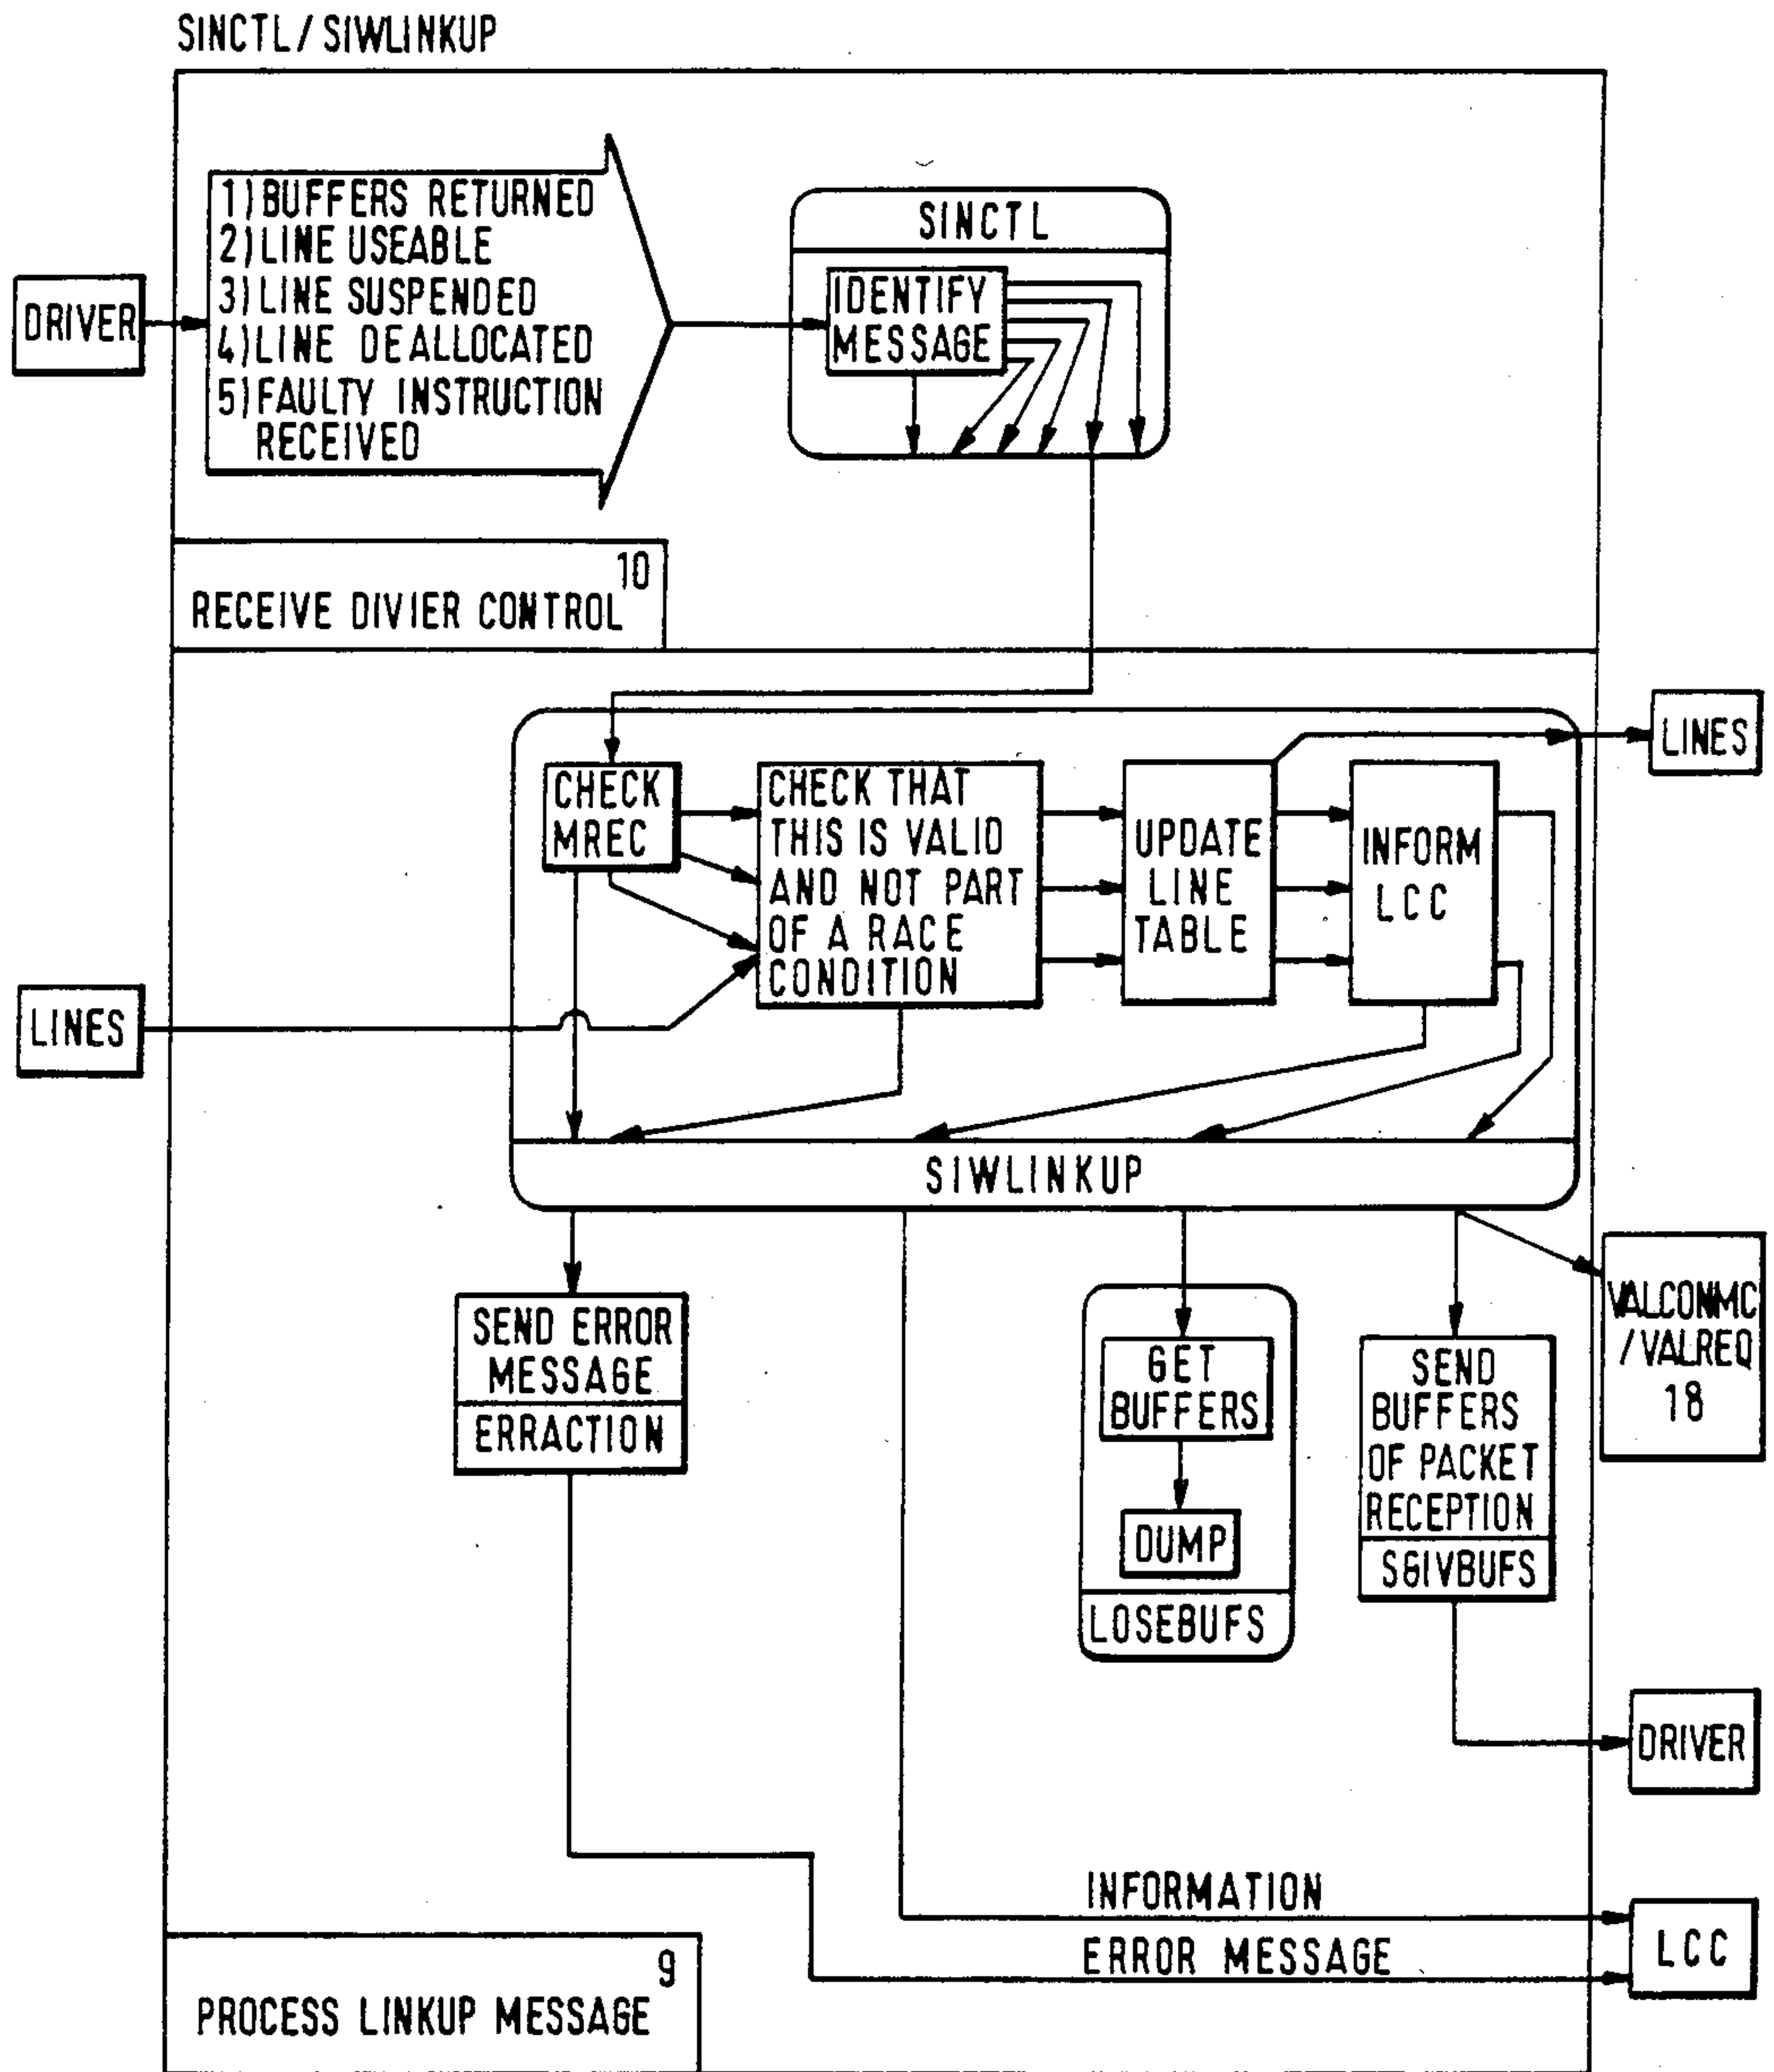 SINCTL/SIWLINKUP
DRIVER
1) BUFFERS RETURNED
2) LINE USEABLE
3) LINE SUSPENDED
4) LINE DEALLOCATED
5) FAULTY INSTRUCTION
RECEIVED
SINCTL
IDENTIFY
MESSAGE
10
RECEIVE DIVIER CONTROL
LINES
CHECK
MREC
CHECK THAT
THIS IS VALID
AND NOT PART
OF A RACE
CONDITION
UPDATE
LINE
TABLE
INFORM
LCC
LINES
SIWLINKUP
SEND ERROR
MESSAGE
ERRACTION
GET
BUFFERS
DUMP
LOSEBUFS
SEND
BUFFERS
OF PACKET
RECEPTION
SGIVBUFS
VALCONMC
/VALREQ
18
DRIVER
INFORMATION
ERROR MESSAGE
LCC
9
PROCESS LINKUP MESSAGE